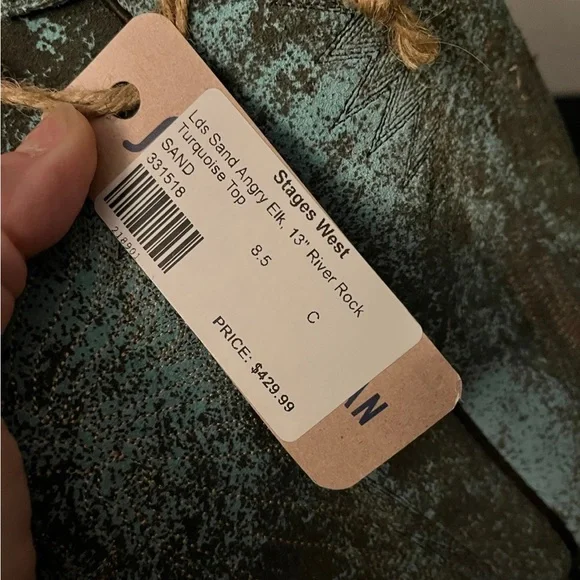 Stages West
Lds Sand Angry Elk, 13" River Rock
Turquoise Top
SAND
331518
8.5
C
PRICE: $429.99